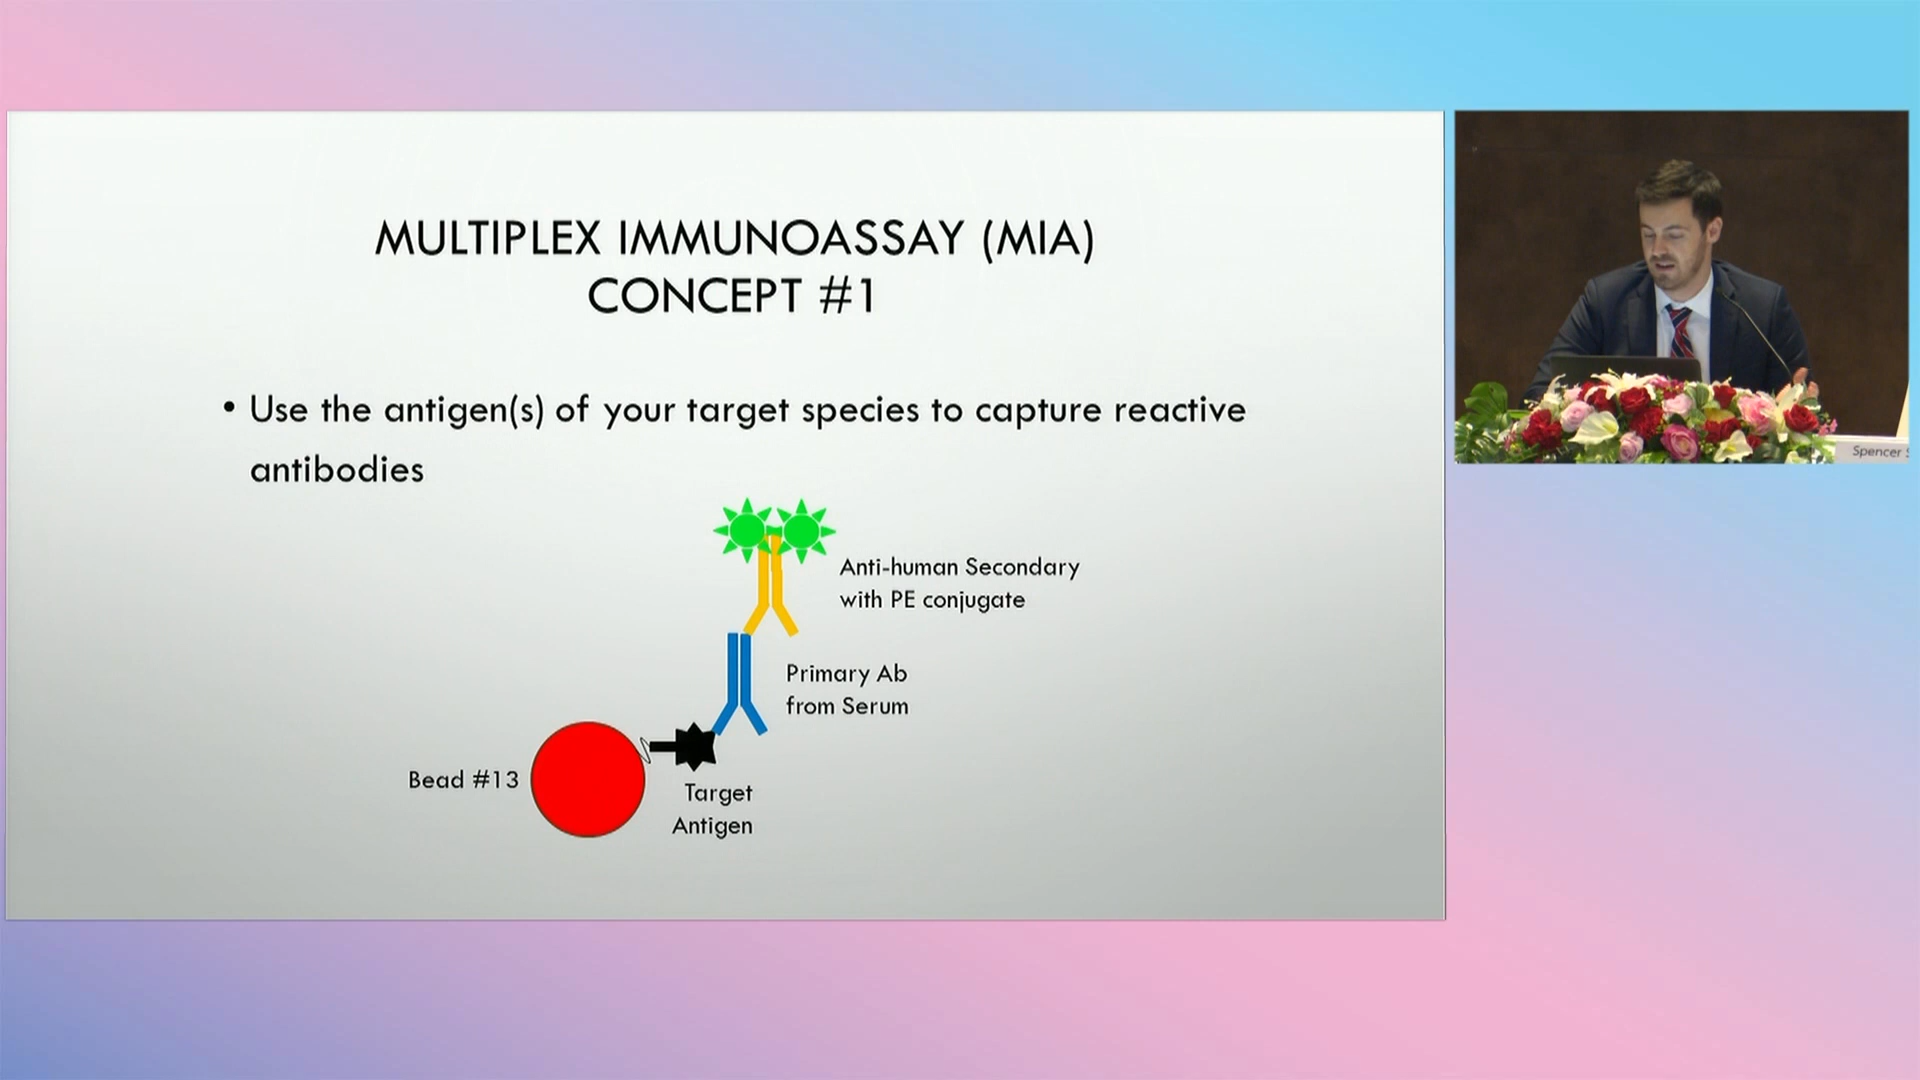 MULTIPLEX IMMUNOASSAY (MIA)
CONCEPT #1
• Use the antigen(s) of your target species to capture reactive
antibodies
Anti-human Secondary
with PE conjugate
Primary Ab
from Serum
Bead #13
Target
Antigen
Spencer